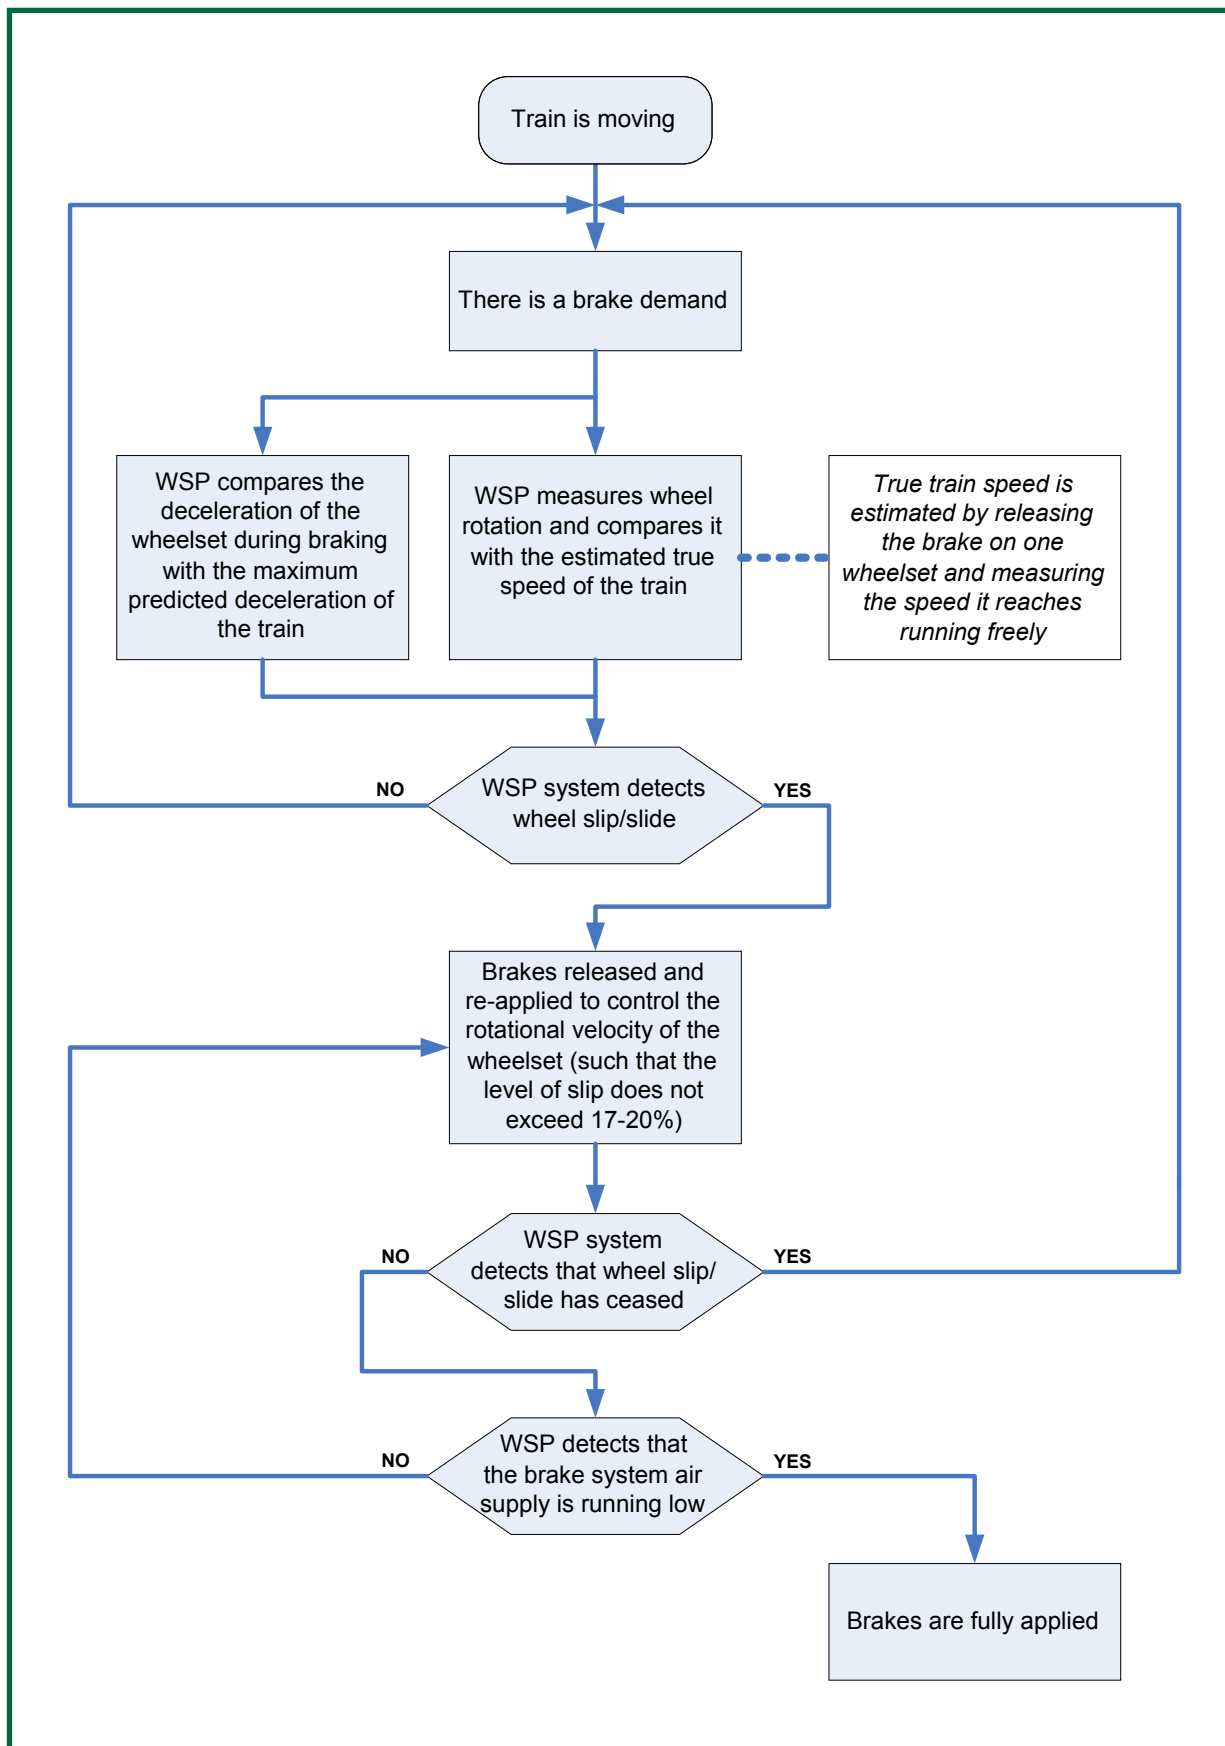 Train is moving
There is a brake demand
WSP compares the
deceleration of the
wheelset during braking
with the maximum
predicted deceleration of
the train
WSP measures wheel
rotation and compares it
with the estimated true
speed of the train
True train speed is
estimated by releasing
the brake on one
wheelset and measuring
the speed it reaches
running freely
NO
WSP system detects
wheel slip/slide
YES
Brakes released and
re-applied to control the
rotational velocity of the
wheelset (such that the
level of slip does not
exceed 17-20%)
NO
WSP system
detects that wheel slip/
slide has ceased
YES
NO
WSP detects that
the brake system air
supply is running low
YES
Brakes are fully applied